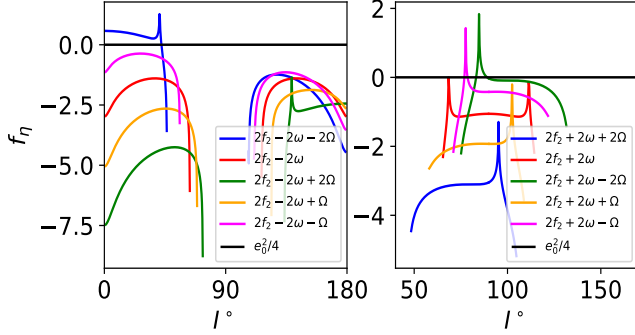 0.0
−2.5
−5.0
−7.5
f_η
0
90
180
l°
2f₂ − 2ω − 2Ω
2f₂ − 2ω
2f₂ − 2ω + 2Ω
2f₂ − 2ω + Ω
2f₂ − 2ω − Ω
e₀²/4
2
0
−2
−4
50
100
150
l°
2f₂ + 2ω + 2Ω
2f₂ + 2ω
2f₂ + 2ω − 2Ω
2f₂ + 2ω + Ω
2f₂ + 2ω − Ω
e₀²/4